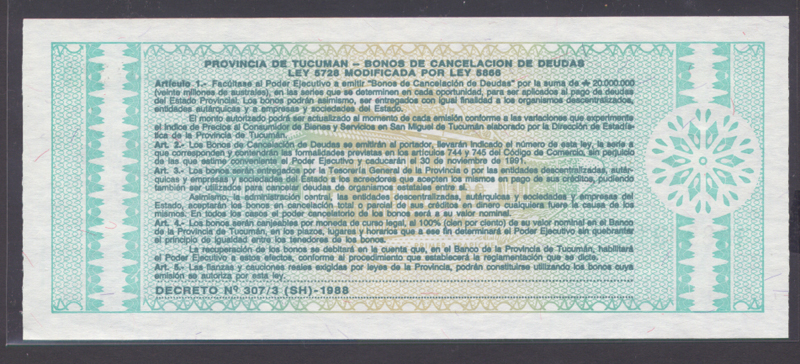 PROVINCIA DE TUCUMAN – BONOS DE CANCELACION DE DEUDAS
LEY 5728 MODIFICADA POR LEY 5866
Artículo 1.- Facúltase al Poder Ejecutivo a emitir "Bonos de Cancelación de Deudas" por la suma de ₳ 20.000.000
(veinte millones de australes), en las series que se determinen en cada oportunidad, para ser aplicados al pago de deudas
del Estado Provincial. Los bonos podrán asimismo, ser entregados con igual finalidad a los organismos descentralizados,
entidades autárquicas y a empresas y sociedades del Estado.
El monto autorizado podrá ser actualizado al momento de cada emisión conforme a las variaciones que experimente
el Indice de Precios al Consumidor de Bienes y Servicios en San Miguel de Tucumán elaborado por la Dirección de Estadís-
tica de la Provincia de Tucumán.
Art. 2.- Los Bonos de Cancelación de Deudas se emitirán al portador, llevarán indicado el número de esta ley, la serie a
que corresponden y contendrán las formalidades previstas en los artículos 744 y 745 del Código de Comercio, sin perjuicio
de las que estime conveniente el Poder Ejecutivo y caducarán el 30 de noviembre de 1991.
Art. 3.- Los bonos serán entregados por la Tesorería General de la Provincia o por las entidades descentralizadas, autár-
quicas y empresas y sociedades del Estado a los acreedores que acepten los mismos en pago de sus créditos, pudiendo
también ser utilizados para cancelar deudas de organismos estatales entre sí.
Asimismo, la administración central, las entidades descentralizadas, autárquicas y sociedades y empresas del
Estado, aceptarán los bonos en cancelación total o parcial de sus créditos en dinero cualquiera fuere la causa de los
mismos. En todos los casos el poder cancelatorio de los bonos será a su valor nominal.
Art. 4.- Los bonos serán canjeables por moneda de curso legal, al 100% (cien por ciento) de su valor nominal en el Banco
de la Provincia de Tucumán, en los plazos, lugares y horarios que a ese fin determinará el Poder Ejecutivo sin quebrantar
el principio de igualdad entre los tenedores de los bonos.
La recuperación de los bonos se debitará en la cuenta que, en el Banco de la Provincia de Tucumán, habilitará
el Poder Ejecutivo a estos efectos, conforme al procedimiento que establecerá la reglamentación que se dicte.
Art. 5.- Las fianzas y cauciones reales exigidas por leyes de la Provincia, podrán constituirse utilizando los bonos cuya
emisión se autoriza por esta ley.
DECRETO Nº 307/3 (SH)-1988